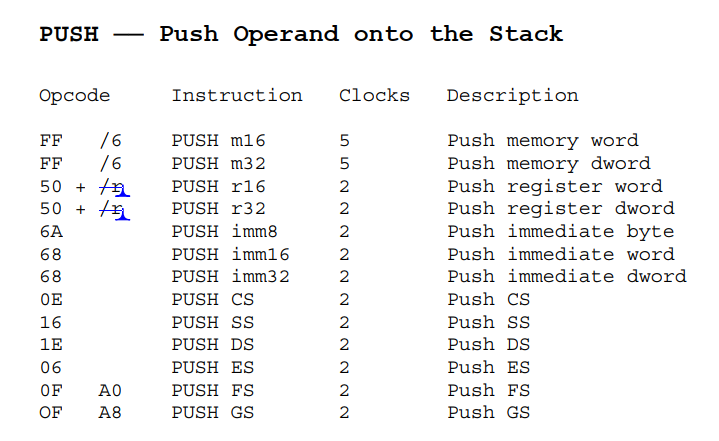 PUSH — Push Operand onto the Stack
Opcode Instruction Clocks Description
FF /6 PUSH m16 5 Push memory word
FF /6 PUSH m32 5 Push memory dword
50 + /r PUSH r16 2 Push register word
50 + /r PUSH r32 2 Push register dword
6A PUSH imm8 2 Push immediate byte
68 PUSH imm16 2 Push immediate word
68 PUSH imm32 2 Push immediate dword
0E PUSH CS 2 Push CS
16 PUSH SS 2 Push SS
1E PUSH DS 2 Push DS
06 PUSH ES 2 Push ES
0F A0 PUSH FS 2 Push FS
OF A8 PUSH GS 2 Push GS